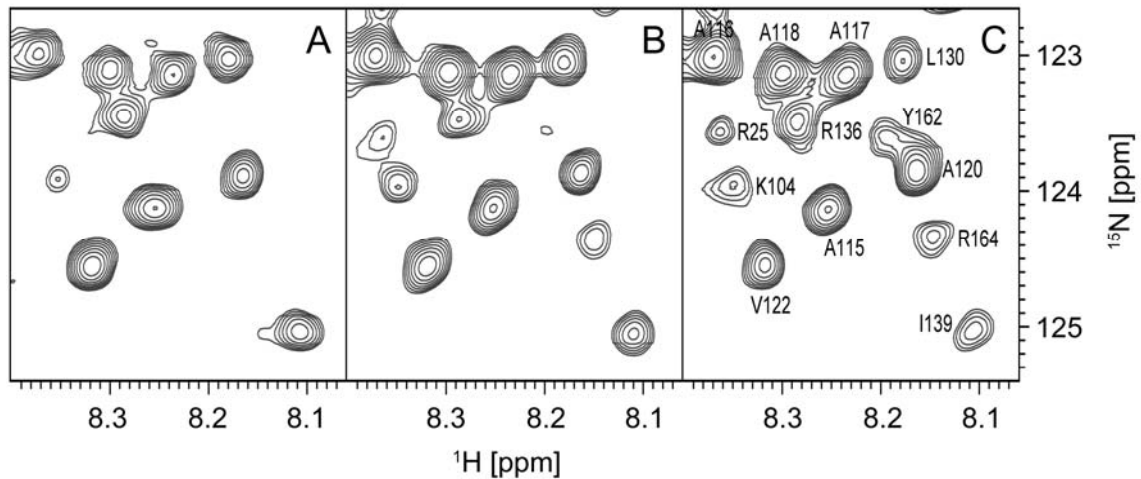 A B C
A116 A118 A117
L130
R25 R136 Y162
K104 A120
A115 R164
V122
I139
123
124
125
15N [ppm]
8.3 8.2 8.1 8.3 8.2 8.1 8.3 8.2 8.1
1H [ppm]